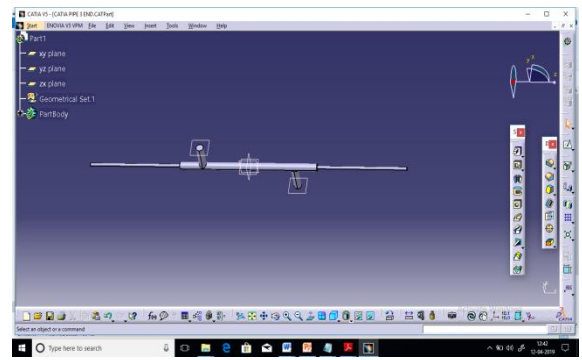 CATIA V5 - [CATIA PIPE 3 END.CATPart]
Start ENOVIA V5 VPM File Edit View Insert Tools Window Help
Part1
xy plane
yz plane
zx plane
Geometrical Set.1
PartBody
Select an object or a command
Type here to search
12:42
12-04-2019